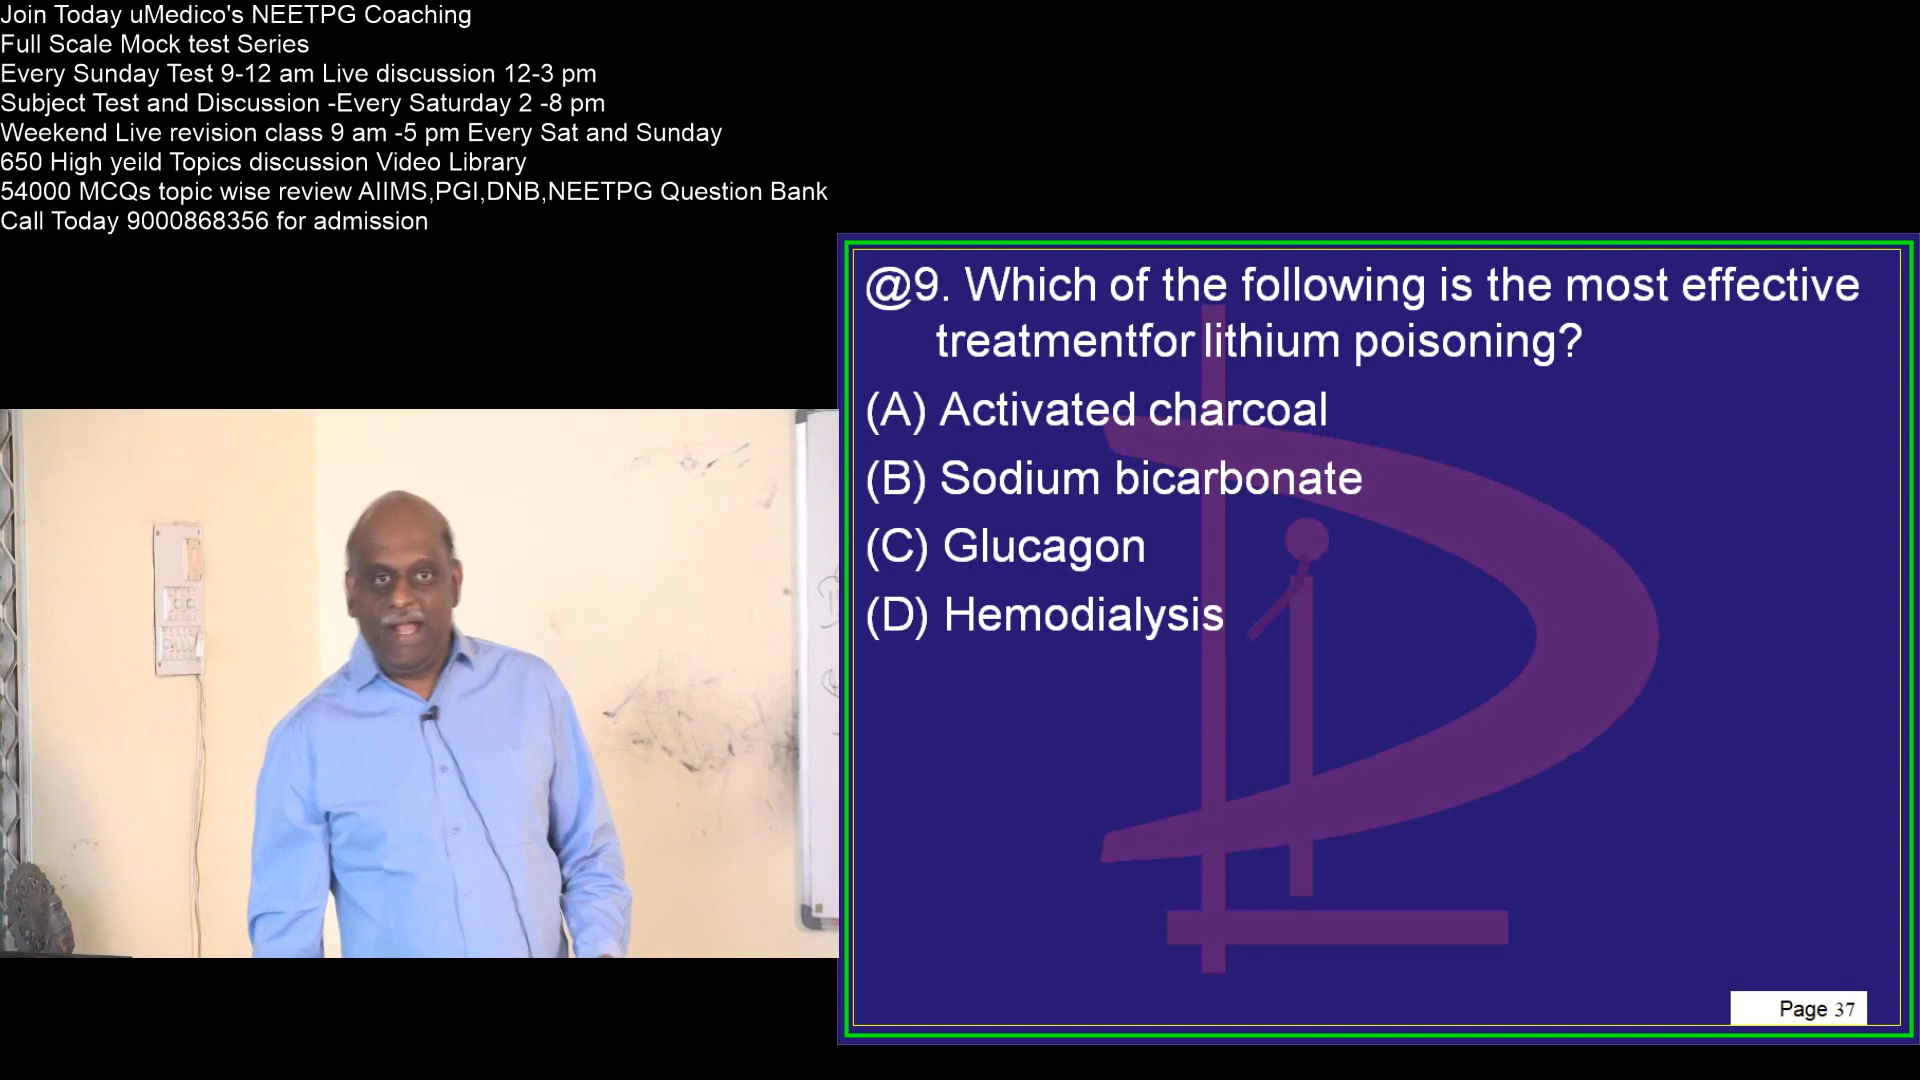 Join Today uMedico's NEETPG Coaching
Full Scale Mock test Series
Every Sunday Test 9-12 am Live discussion 12-3 pm
Subject Test and Discussion -Every Saturday 2 -8 pm
Weekend Live revision class 9 am -5 pm Every Sat and Sunday
650 High yeild Topics discussion Video Library
54000 MCQs topic wise review AIIMS,PGI,DNB,NEETPG Question Bank
Call Today 9000868356 for admission
@9. Which of the following is the most effective
treatmentfor lithium poisoning?
(A) Activated charcoal
(B) Sodium bicarbonate
(C) Glucagon
(D) Hemodialysis
Page 37